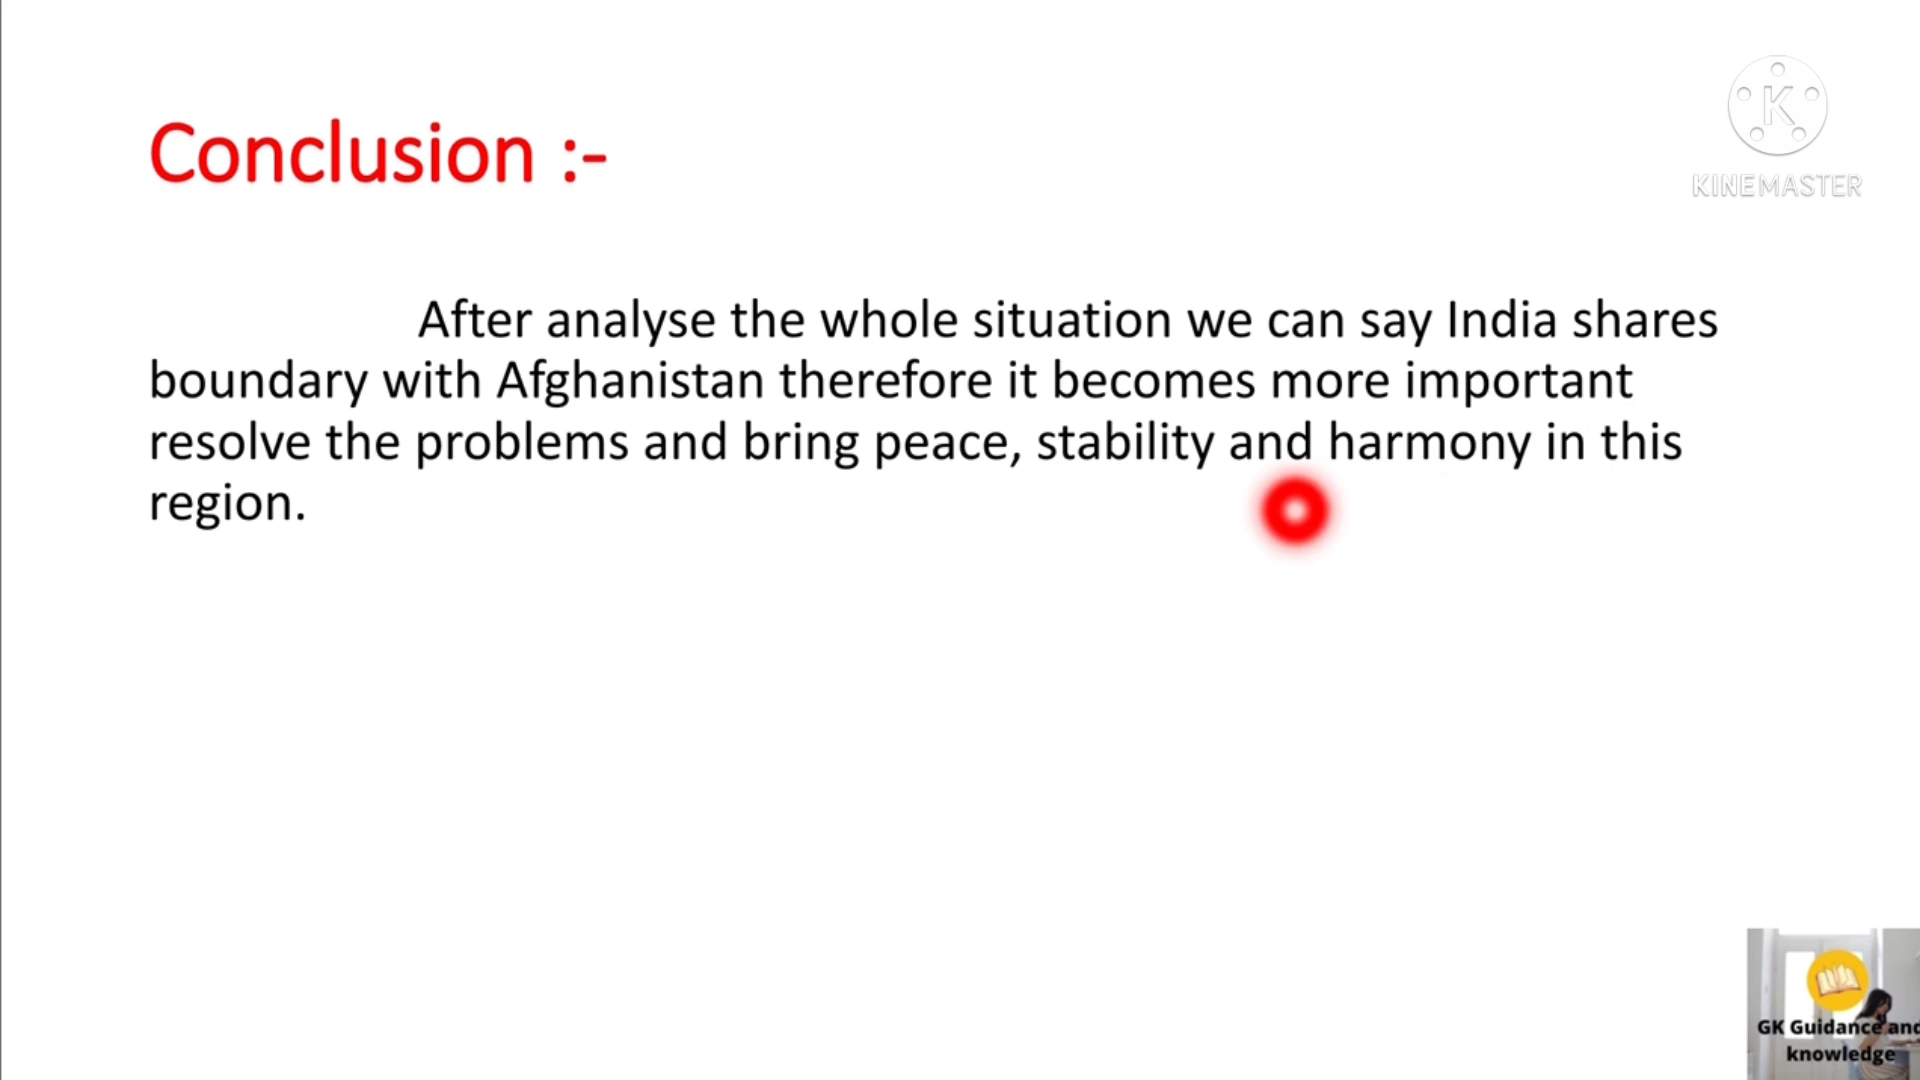 K
KINEMASTER
Conclusion :-
After analyse the whole situation we can say India shares
boundary with Afghanistan therefore it becomes more important
resolve the problems and bring peace, stability and harmony in this
region.
GK Guidance and
knowledge